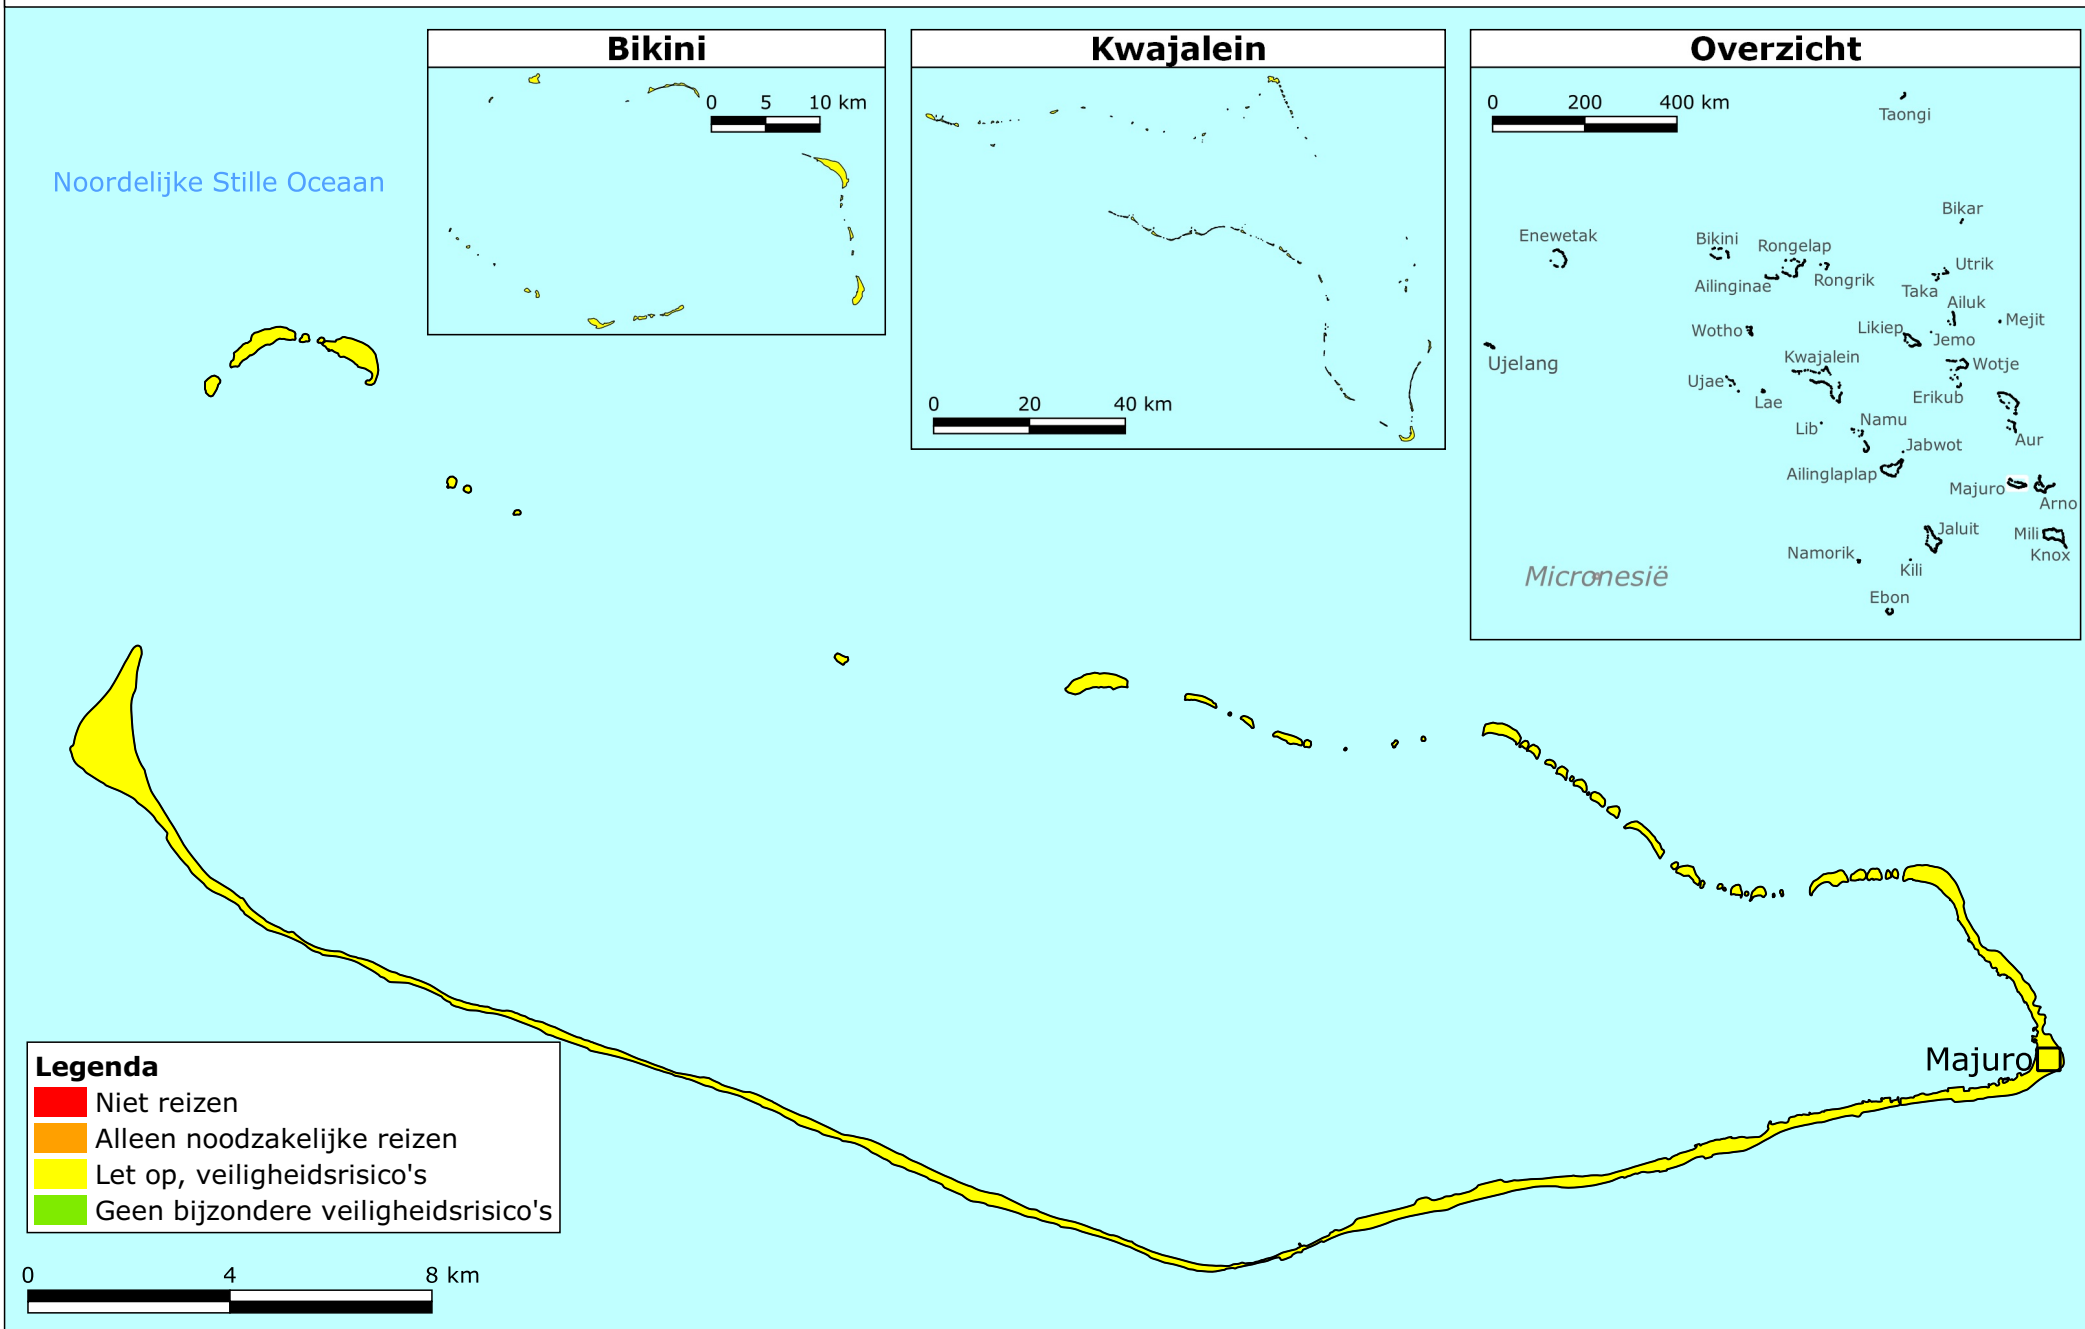 Bikini
0 5 10 km
Kwajalein
0 20 40 km
Overzicht
0 200 400 km
Taongi
Bikar
Enewetak
Bikini
Rongelap
Utrik
Ailinginae
Rongrik
Taka
Ailuk
Mejit
Wotho
Likiep
Jemo
Ujelang
Kwajalein
Wotje
Ujae
Lae
Erikub
Lib
Namu
Aur
Jabwot
Ailinglaplap
Majuro
Arno
Jaluit
Mili
Namorik
Knox
Kili
Micronesië
Ebon
Noordelijke Stille Oceaan
Majuro
Legenda
Niet reizen
Alleen noodzakelijke reizen
Let op, veiligheidsrisico's
Geen bijzondere veiligheidsrisico's
0 4 8 km